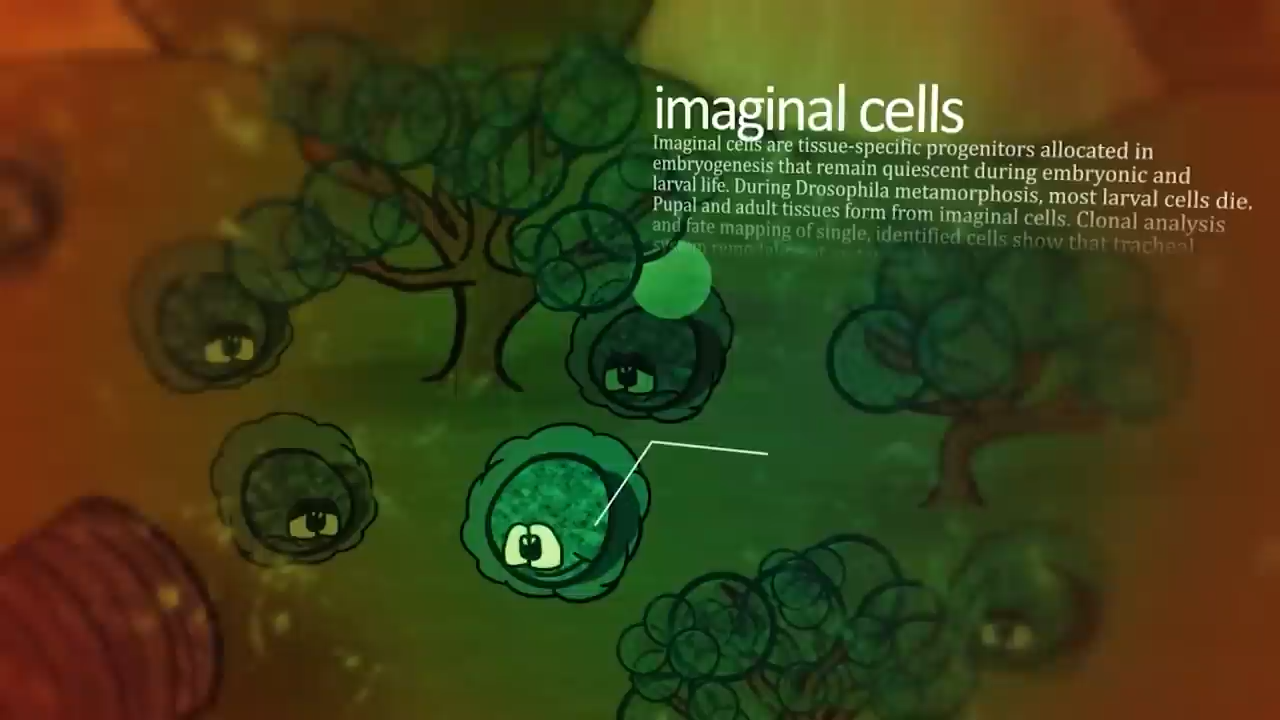 imaginal cells
Imaginal cells are tissue-specific progenitors allocated in
embryogenesis that remain quiescent during embryonic and
larval life. During Drosophila metamorphosis, most larval cells die.
Pupal and adult tissues form from imaginal cells. Clonal analysis
and fate mapping of single, identified cells show that tracheal
system